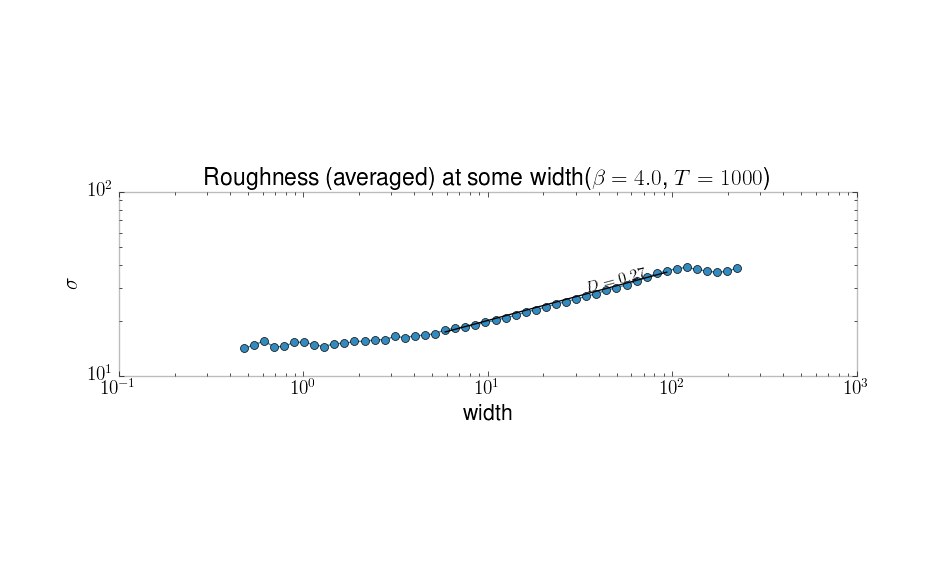 Roughness (averaged) at some width(β = 4.0, T = 1000)
10²
σ
D = 0.27
10¹
10⁻¹ 10⁰ 10¹ 10² 10³
width